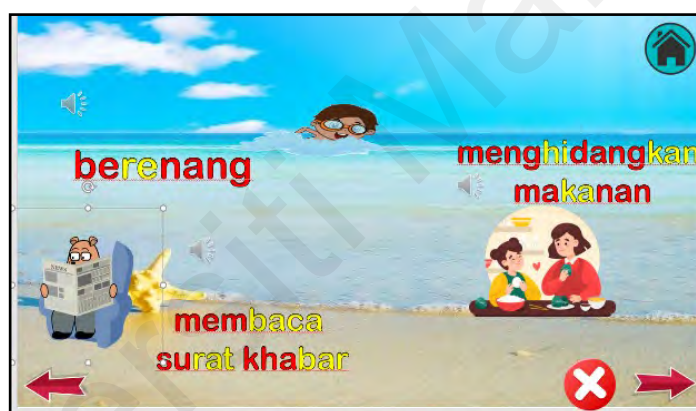 berenang
menghidangkan
makanan
membaca
surat khabar